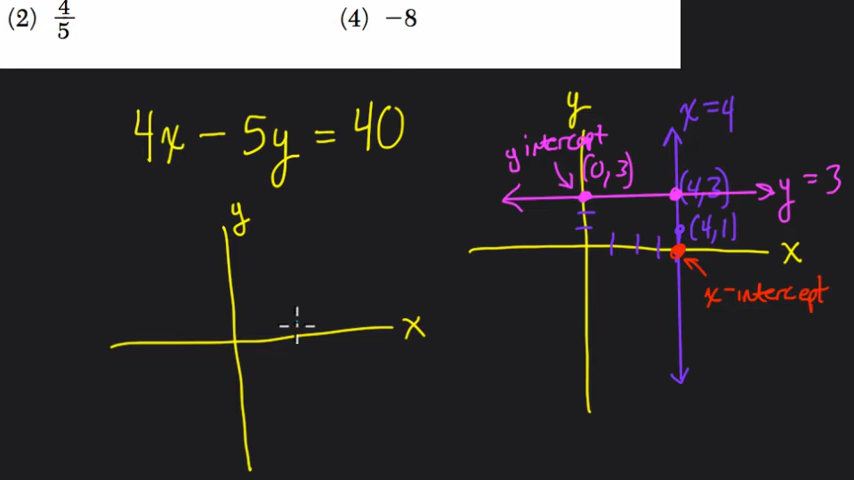 (2) 4/5
(4) −8
4x − 5y = 40
y
x
y
x = 4
y intercept
(0, 3)
(4, 3)
y = 3
(4, 1)
x
x-intercept